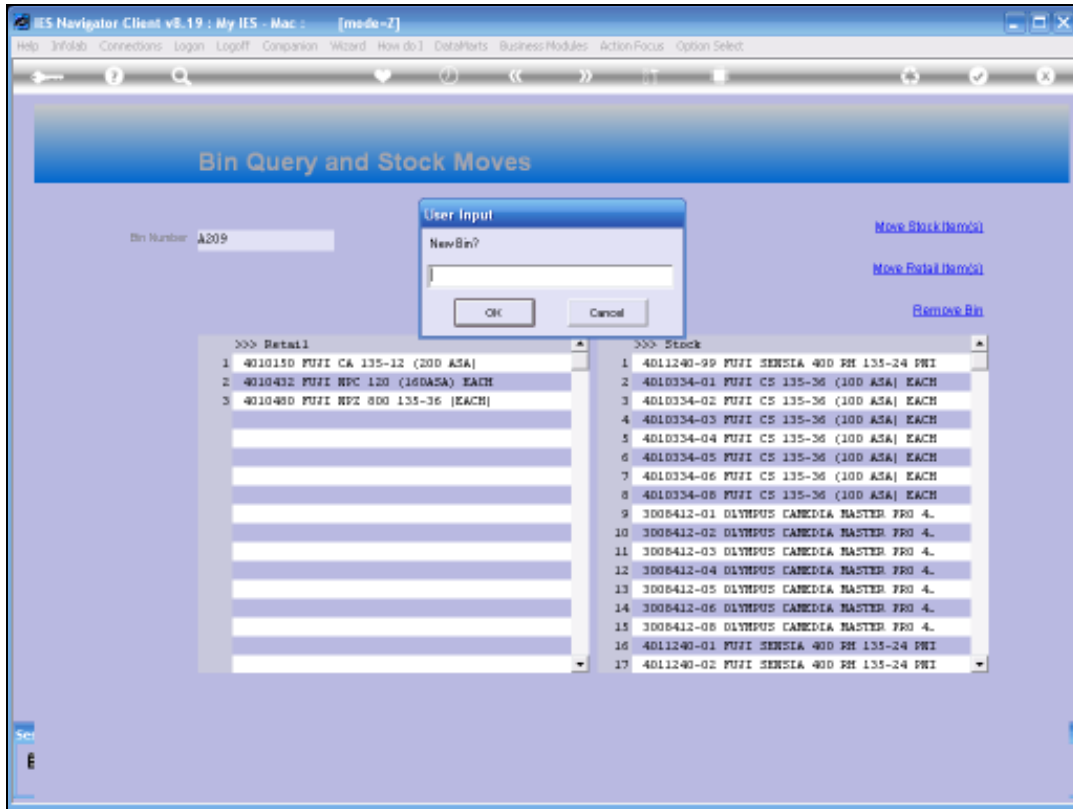 IES Navigator Client v8.19 : My IES - Mac : [mode=Z]
Help Infolab Connections Logon Logoff Companion Wizard How do I DataMarts Business Modules Action Focus Option Select
Bin Query and Stock Moves
User Input
New Bin?
OK Cancel
Bin Number A209
Move Stock Item(s)
Move Retail Item(s)
Remove Bin
>>> Retail
1 4010150 FUJI CA 135-12 (200 ASA|
2 4010432 FUJI NPC 120 (160ASA) EACH
3 4010480 FUJI NPZ 800 135-36 |EACH|
>>> Stock
1 4011240-99 FUJI SENSIA 400 RH 135-24 PNI
2 4010334-01 FUJI CS 135-36 (100 ASA| EACH
3 4010334-02 FUJI CS 135-36 (100 ASA| EACH
4 4010334-03 FUJI CS 135-36 (100 ASA| EACH
5 4010334-04 FUJI CS 135-36 (100 ASA| EACH
6 4010334-05 FUJI CS 135-36 (100 ASA| EACH
7 4010334-06 FUJI CS 135-36 (100 ASA| EACH
8 4010334-08 FUJI CS 135-36 (100 ASA| EACH
9 3008412-01 OLYMPUS CAMEDIA MASTER PRO 4.
10 3008412-02 OLYMPUS CAMEDIA MASTER PRO 4.
11 3008412-03 OLYMPUS CAMEDIA MASTER PRO 4.
12 3008412-04 OLYMPUS CAMEDIA MASTER PRO 4.
13 3008412-05 OLYMPUS CAMEDIA MASTER PRO 4.
14 3008412-06 OLYMPUS CAMEDIA MASTER PRO 4.
15 3008412-08 OLYMPUS CAMEDIA MASTER PRO 4.
16 4011240-01 FUJI SENSIA 400 RH 135-24 PNI
17 4011240-02 FUJI SENSIA 400 RH 135-24 PNI